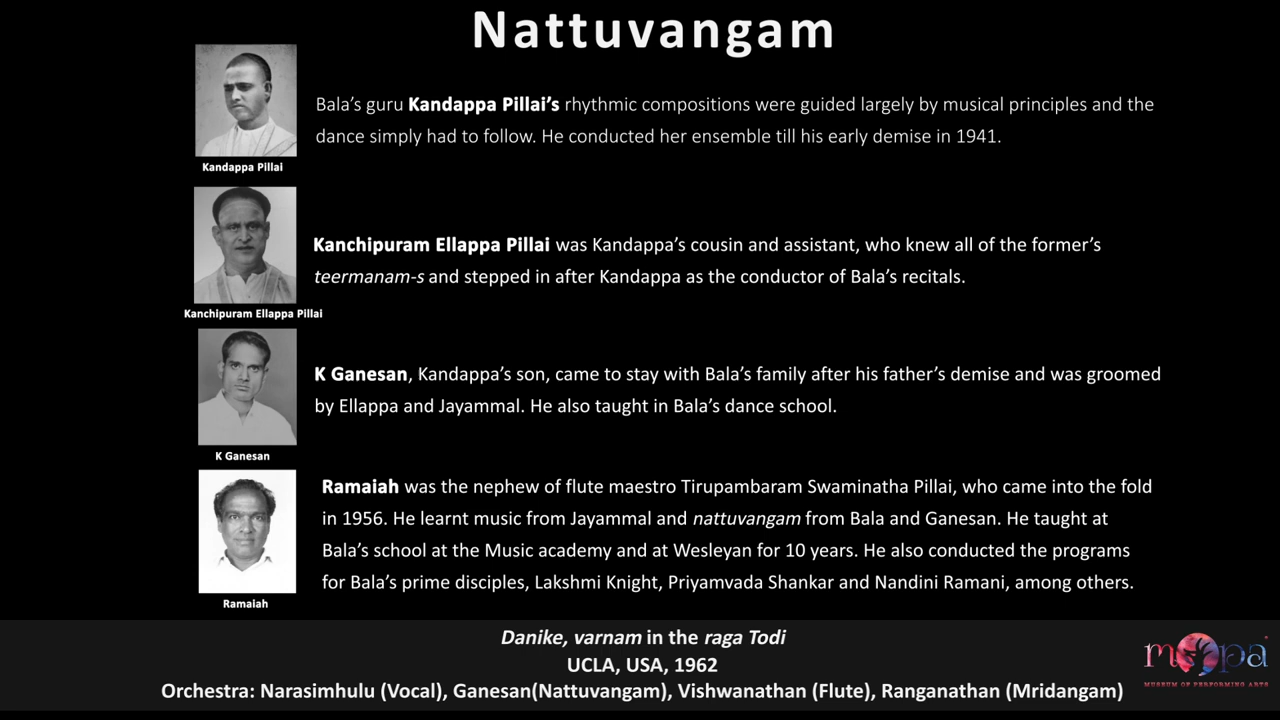 Nattuvangam
Bala’s guru Kandappa Pillai’s rhythmic compositions were guided largely by musical principles and the
dance simply had to follow. He conducted her ensemble till his early demise in 1941.
Kandappa Pillai
Kanchipuram Ellappa Pillai was Kandappa’s cousin and assistant, who knew all of the former’s
teermanam-s and stepped in after Kandappa as the conductor of Bala’s recitals.
Kanchipuram Ellappa Pillai
K Ganesan, Kandappa’s son, came to stay with Bala’s family after his father’s demise and was groomed
by Ellappa and Jayammal. He also taught in Bala’s dance school.
K Ganesan
Ramaiah was the nephew of flute maestro Tirupambaram Swaminatha Pillai, who came into the fold
in 1956. He learnt music from Jayammal and nattuvangam from Bala and Ganesan. He taught at
Bala’s school at the Music academy and at Wesleyan for 10 years. He also conducted the programs
for Bala’s prime disciples, Lakshmi Knight, Priyamvada Shankar and Nandini Ramani, among others.
Ramaiah
Danike, varnam in the raga Todi
UCLA, USA, 1962
Orchestra: Narasimhulu (Vocal), Ganesan(Nattuvangam), Vishwanathan (Flute), Ranganathan (Mridangam)
mopa
MUSEUM OF PERFORMING ARTS